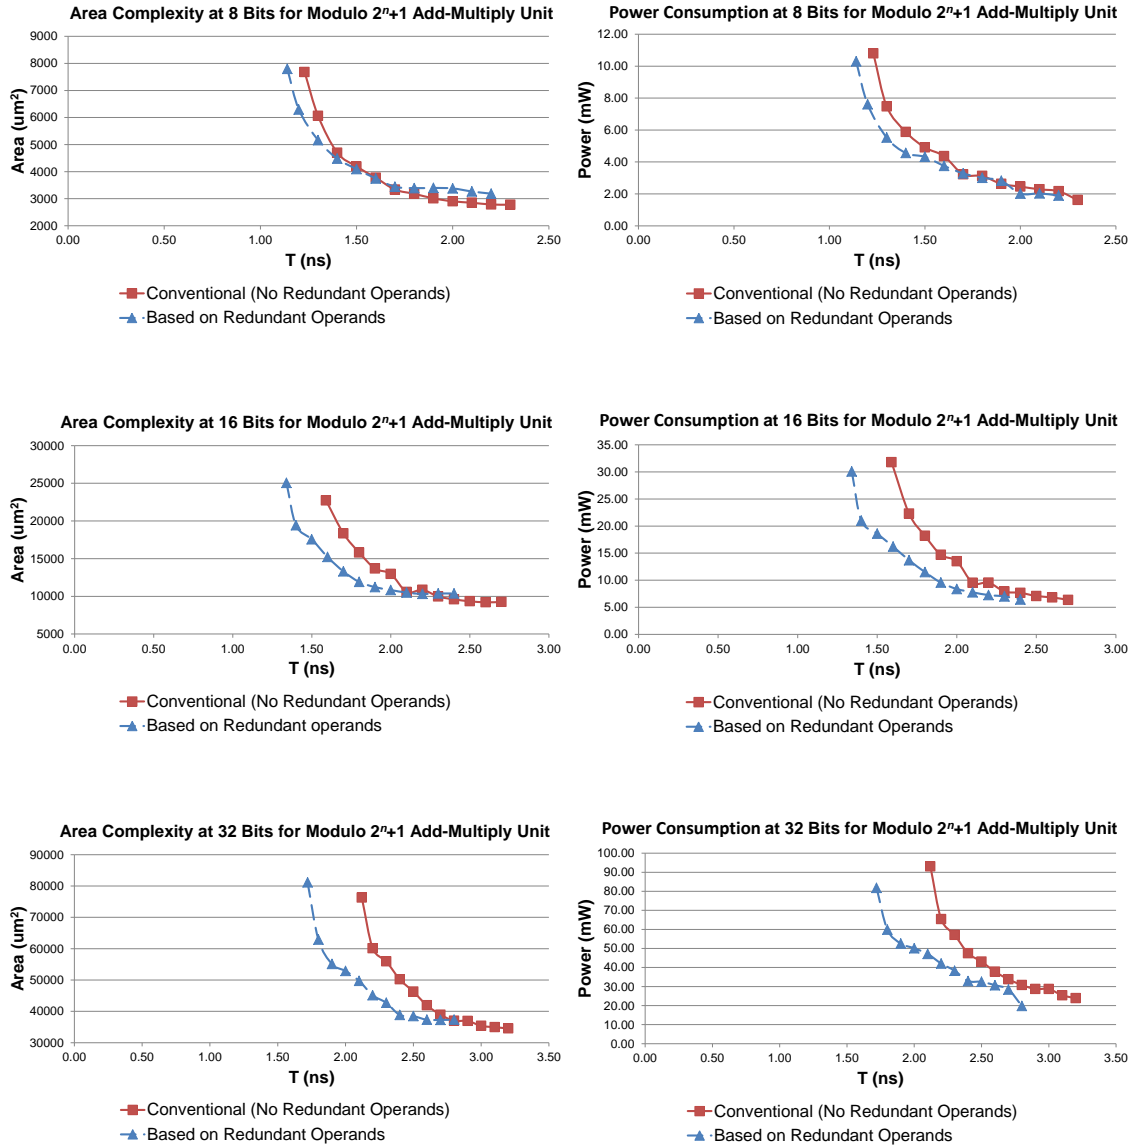 Area Complexity at 8 Bits for Modulo 2ⁿ+1 Add-Multiply Unit
9000
8000
7000
6000
5000
4000
3000
2000
Area (um²)
0.00 0.50 1.00 1.50 2.00 2.50
T (ns)
Conventional (No Redundant Operands)
Based on Redundant Operands
Power Consumption at 8 Bits for Modulo 2ⁿ+1 Add-Multiply Unit
12.00
10.00
8.00
6.00
4.00
2.00
0.00
Power (mW)
0.00 0.50 1.00 1.50 2.00 2.50
T (ns)
Conventional (No Redundant Operands)
Based on Redundant Operands
Area Complexity at 16 Bits for Modulo 2ⁿ+1 Add-Multiply Unit
30000
25000
20000
15000
10000
5000
Area (um²)
0.00 0.50 1.00 1.50 2.00 2.50 3.00
T (ns)
Conventional (No Redundant Operands)
Based on Redundant operands
Power Consumption at 16 Bits for Modulo 2ⁿ+1 Add-Multiply Unit
35.00
30.00
25.00
20.00
15.00
10.00
5.00
0.00
Power (mW)
0.00 0.50 1.00 1.50 2.00 2.50 3.00
T (ns)
Conventional (No Redundant Operands)
Based on Redundant Operands
Area Complexity at 32 Bits for Modulo 2ⁿ+1 Add-Multiply Unit
90000
80000
70000
60000
50000
40000
30000
Area (um²)
0.00 0.50 1.00 1.50 2.00 2.50 3.00 3.50
T (ns)
Conventional (No Redundant Operands)
Based on Redundant Operands
Power Consumption at 32 Bits for Modulo 2ⁿ+1 Add-Multiply Unit
100.00
90.00
80.00
70.00
60.00
50.00
40.00
30.00
20.00
10.00
0.00
Power (mW)
0.00 0.50 1.00 1.50 2.00 2.50 3.00 3.50
T (ns)
Conventional (No Redundant Operands)
Based on Redundant Operands